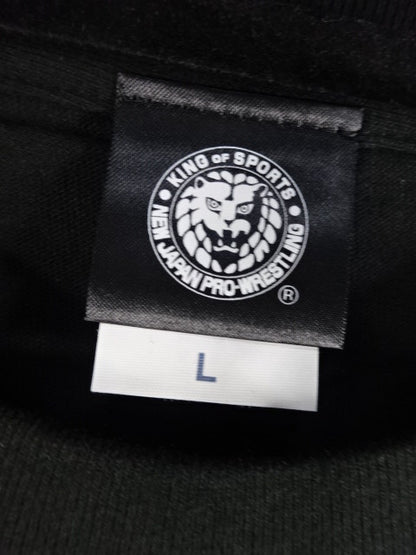 KING OF SPORTS
NEW JAPAN PRO-WRESTLING
®
L